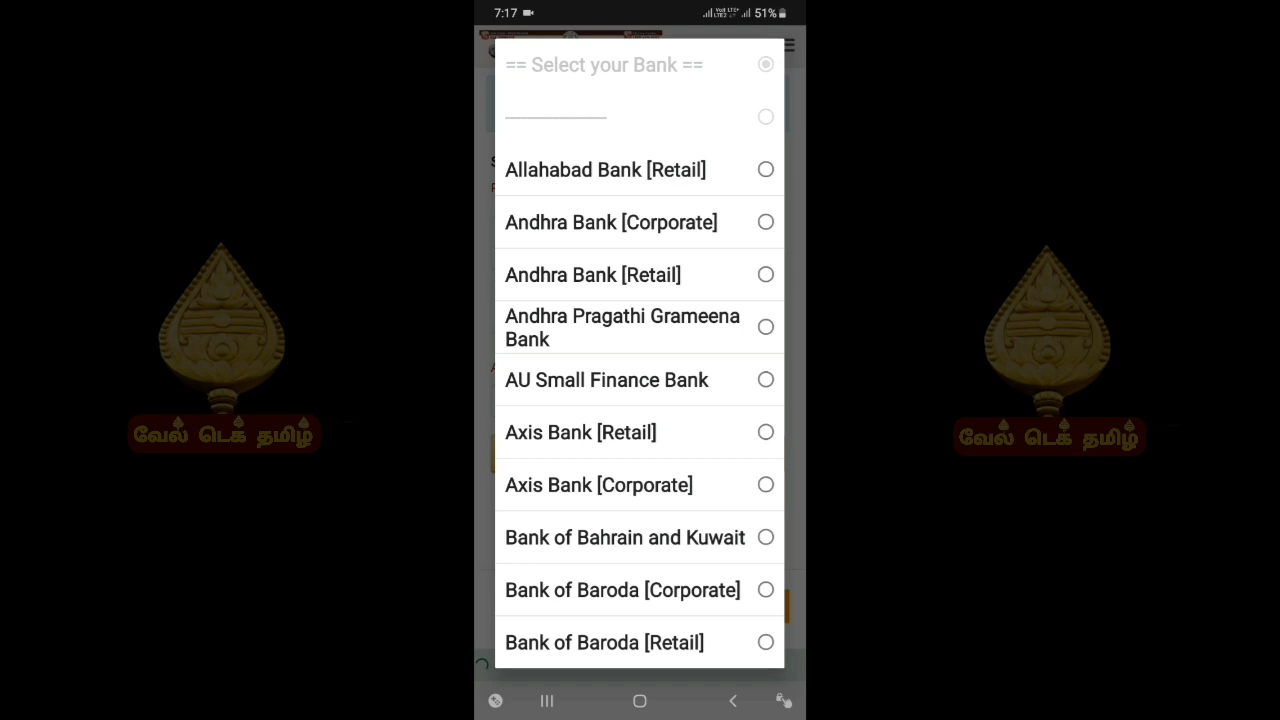 7:17
51%
== Select your Bank ==
Allahabad Bank [Retail]
Andhra Bank [Corporate]
Andhra Bank [Retail]
Andhra Pragathi Grameena
Bank
AU Small Finance Bank
Axis Bank [Retail]
Axis Bank [Corporate]
Bank of Bahrain and Kuwait
Bank of Baroda [Corporate]
Bank of Baroda [Retail]
வேல் டெக் தமிழ்
வேல் டெக் தமிழ்